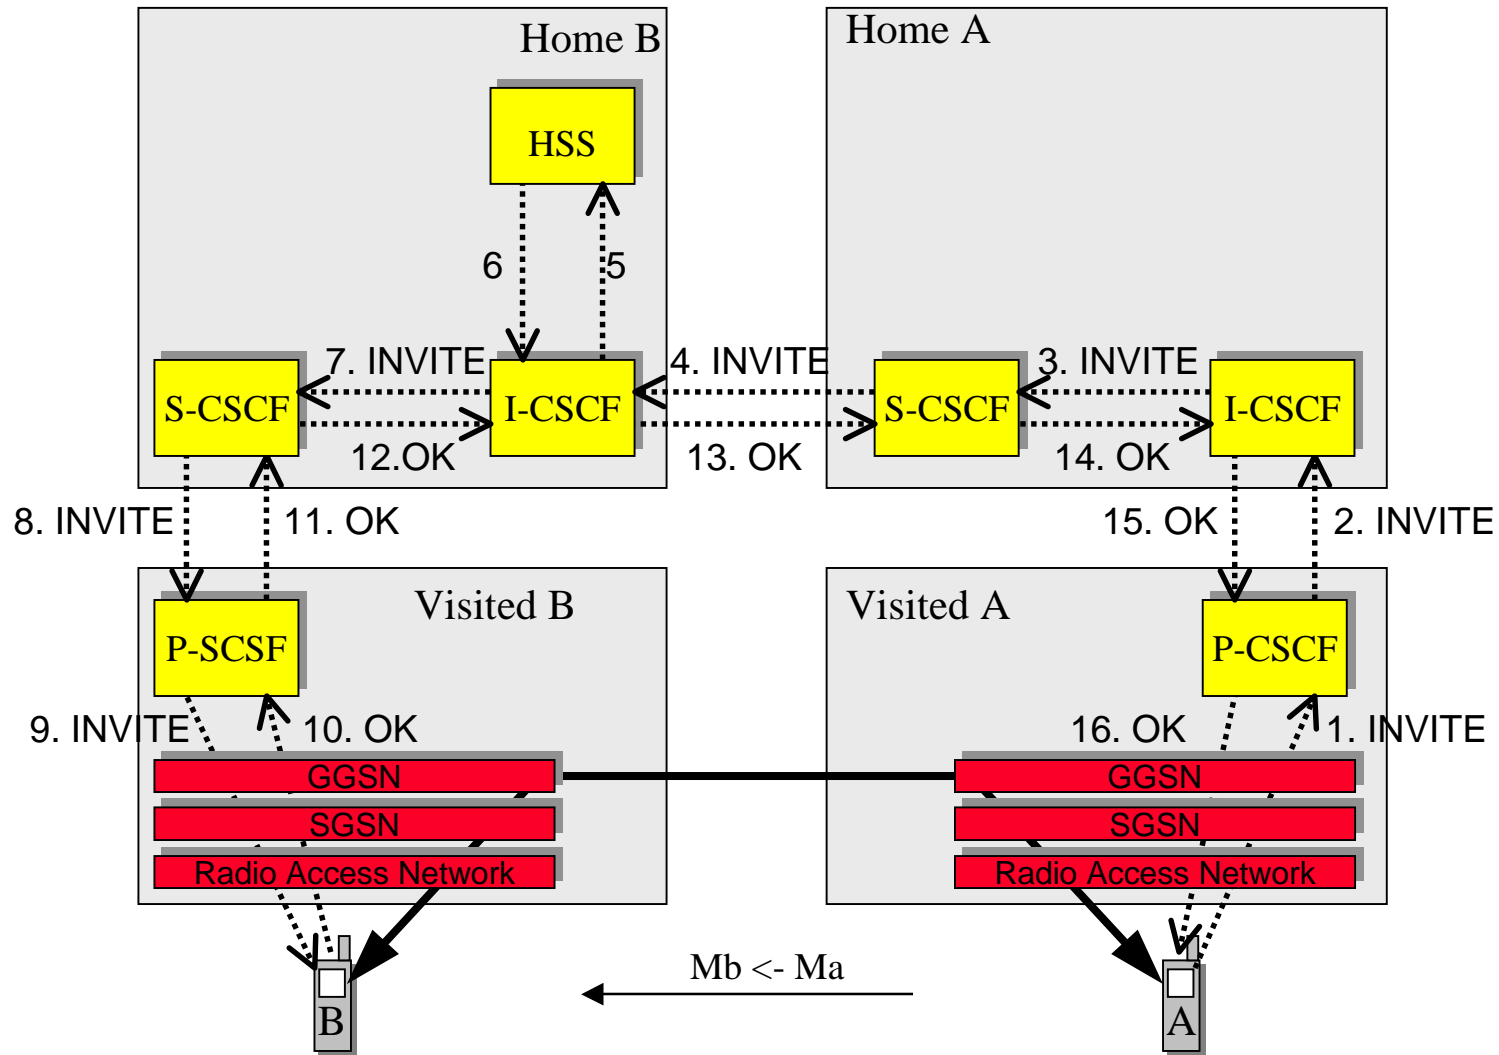 Home B
Home A
HSS
6
5
7. INVITE
4. INVITE
3. INVITE
S-CSCF
I-CSCF
S-CSCF
I-CSCF
12.OK
13. OK
14. OK
8. INVITE
11. OK
15. OK
2. INVITE
Visited B
Visited A
P-SCSF
P-CSCF
9. INVITE
10. OK
16. OK
1. INVITE
GGSN
GGSN
SGSN
SGSN
Radio Access Network
Radio Access Network
Mb <- Ma
B
A